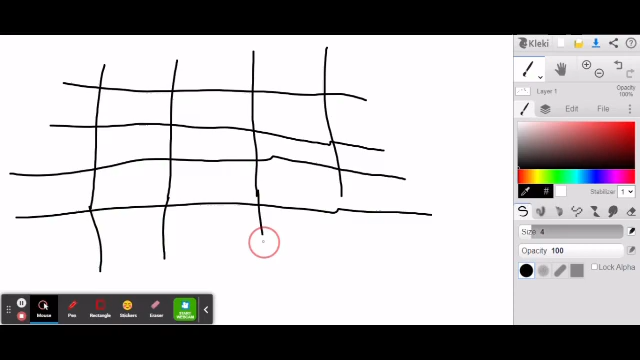 Kleki
Layer 1
Opacity
100%
Edit
File
#
Stabilizer: 1
Size 4
Opacity 100
Lock Alpha
Mouse
Pen
Rectangle
Stickers
Eraser
START
WEBCAM